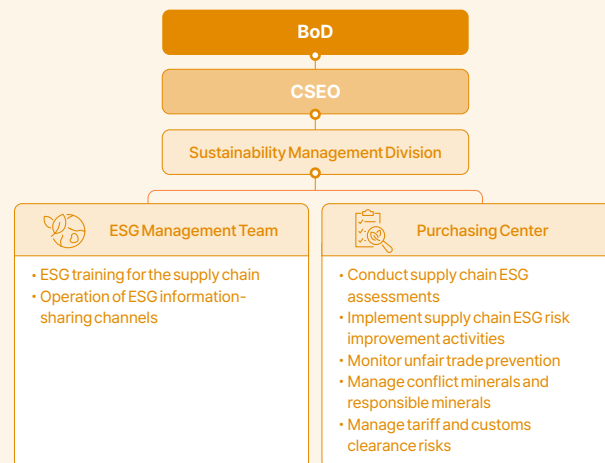 BoD
CSEO
Sustainability Management Division
ESG Management Team
• ESG training for the supply chain
• Operation of ESG information-
sharing channels
Purchasing Center
• Conduct supply chain ESG
assessments
• Implement supply chain ESG risk
improvement activities
• Monitor unfair trade prevention
• Manage conflict minerals and
responsible minerals
• Manage tariff and customs
clearance risks